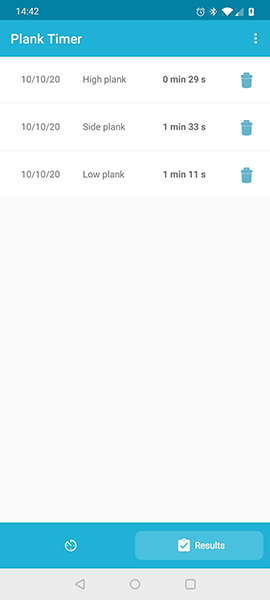 14:42
Plank Timer
10/10/20 High plank 0 min 29 s
10/10/20 Side plank 1 min 33 s
10/10/20 Low plank 1 min 11 s
Results